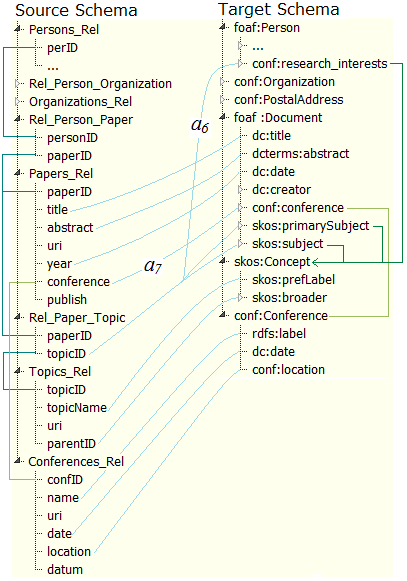 Source Schema
Persons_Rel
perID
...
Rel_Person_Organization
Organizations_Rel
Rel_Person_Paper
personID
paperID
Papers_Rel
paperID
title
abstract
uri
year
conference
publish
Rel_Paper_Topic
paperID
topicID
Topics_Rel
topicID
topicName
uri
parentID
Conferences_Rel
confID
name
uri
date
location
datum
a6
a7
Target Schema
foaf:Person
...
conf:research_interests
conf:Organization
conf:PostalAddress
foaf :Document
dc:title
dcterms:abstract
dc:date
dc:creator
conf:conference
skos:primarySubject
skos:subject
skos:Concept
skos:prefLabel
skos:broader
conf:Conference
rdfs:label
dc:date
conf:location